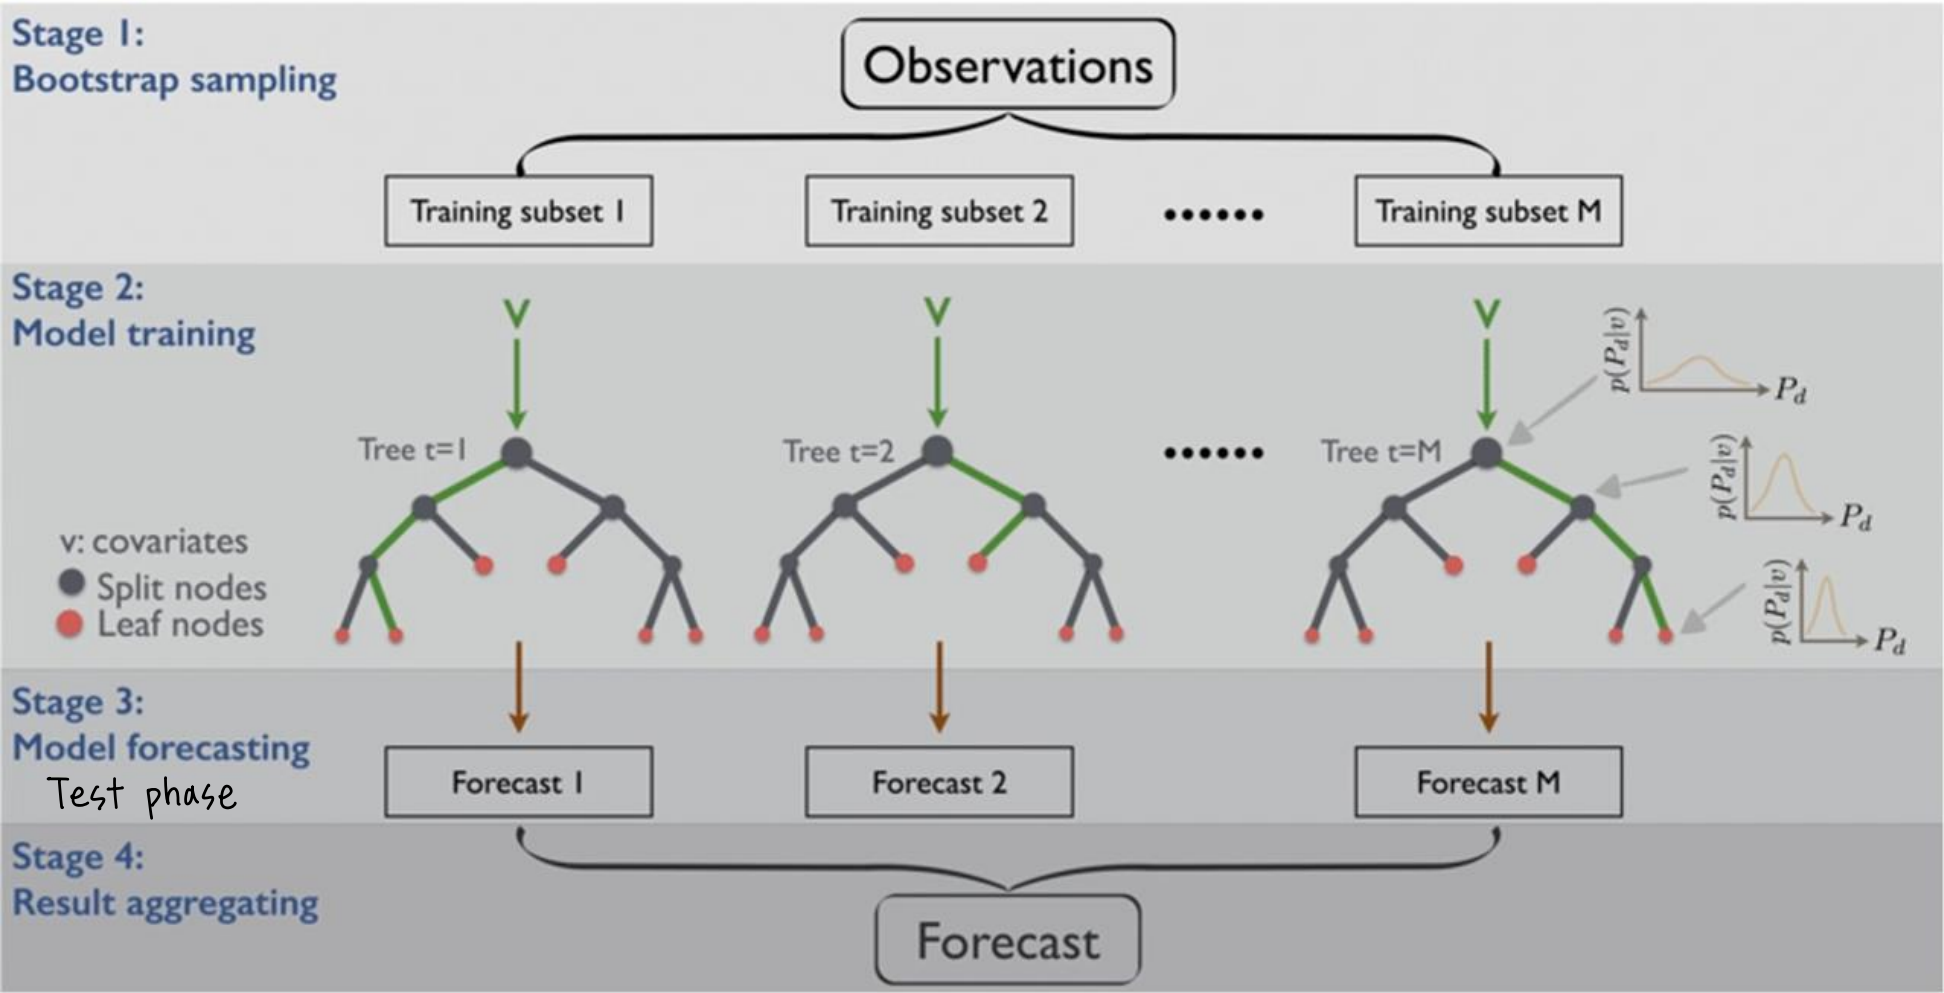 Stage 1:
Bootstrap sampling
Observations
Training subset 1
Training subset 2
......
Training subset M
Stage 2:
Model training
v
v
v
p(P_d|v)
P_d
Tree t=1
Tree t=2
......
Tree t=M
p(P_d|v)
P_d
v: covariates
Split nodes
Leaf nodes
p(P_d|v)
P_d
Stage 3:
Model forecasting
Test phase
Forecast 1
Forecast 2
Forecast M
Stage 4:
Result aggregating
Forecast